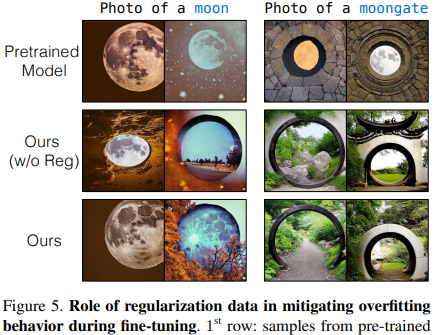 Photo of a moon
Photo of a moongate
Pretrained
Model
Ours
(w/o Reg)
Ours
Figure 5. Role of regularization data in mitigating overfitting
behavior during fine-tuning. 1st row: samples from pre-trained